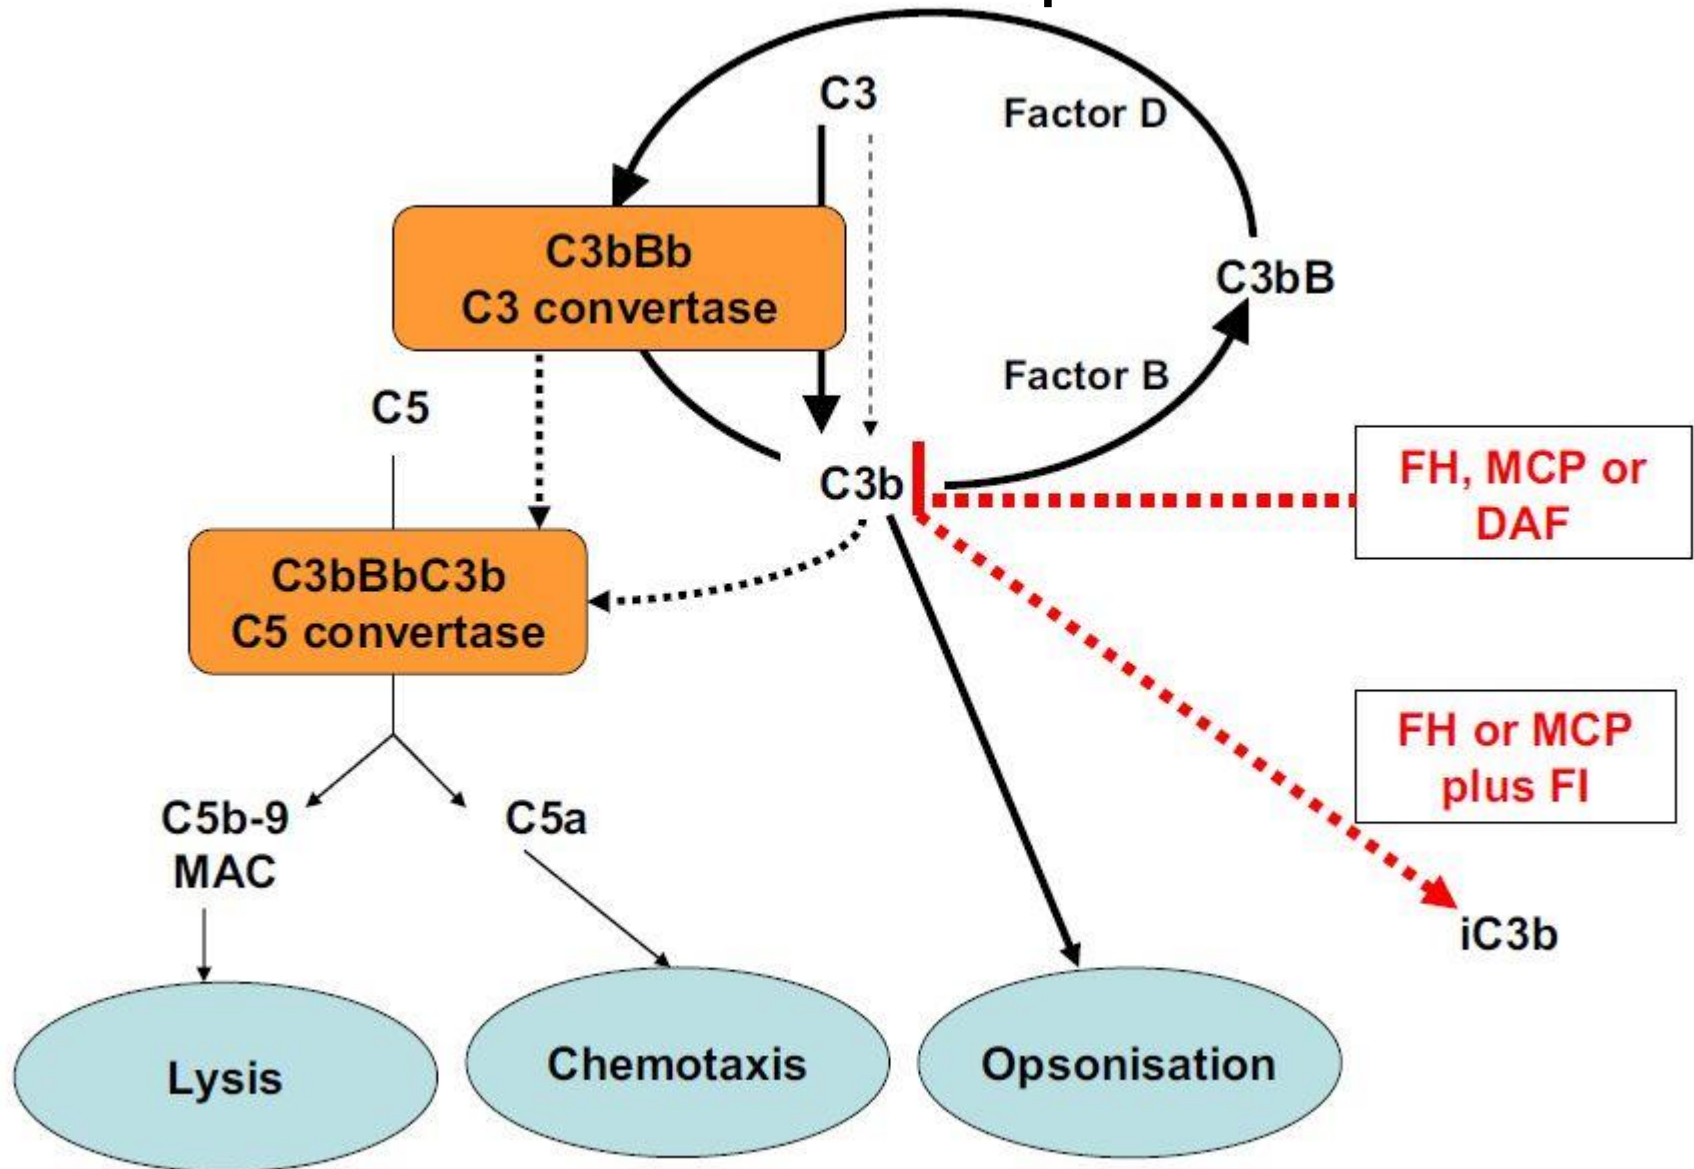 C3
Factor D
C3bBb
C3 convertase
C3bB
Factor B
C5
C3b
FH, MCP or
DAF
C3bBbC3b
C5 convertase
FH or MCP
plus FI
C5b-9
MAC
C5a
iC3b
Lysis
Chemotaxis
Opsonisation